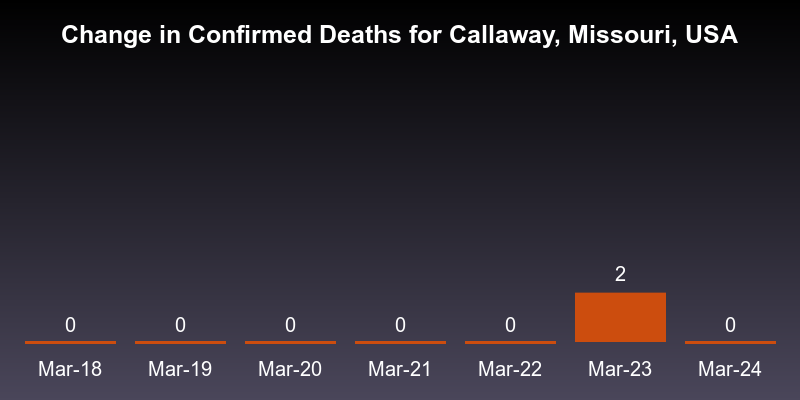 Change in Confirmed Deaths for Callaway, Missouri, USA
2
0 0 0 0 0 0
Mar-18 Mar-19 Mar-20 Mar-21 Mar-22 Mar-23 Mar-24